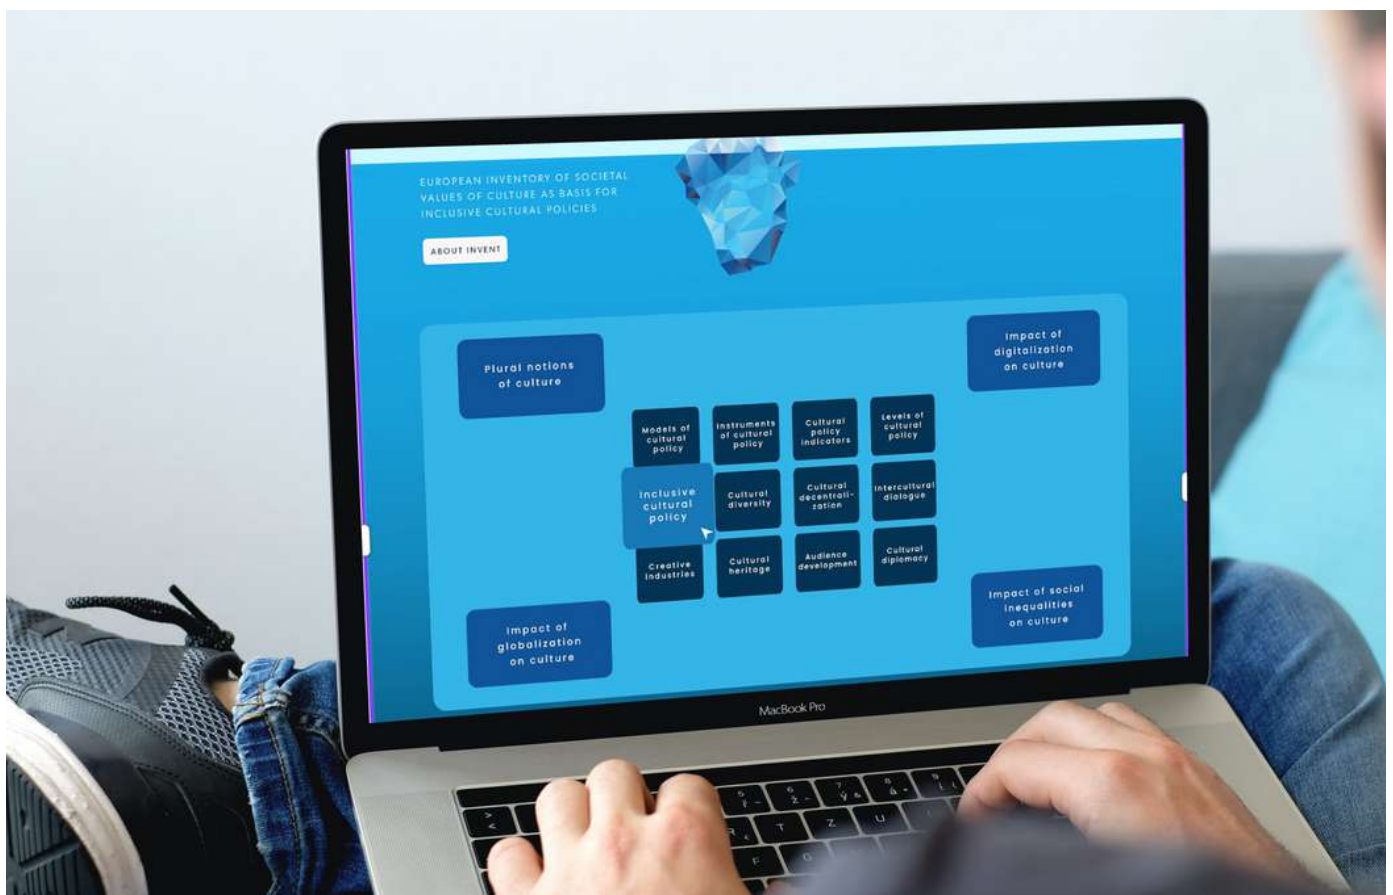 EUROPEAN INVENTORY OF SOCIETAL
VALUES OF CULTURE AS BASIS FOR
INCLUSIVE CULTURAL POLICIES
ABOUT INVENT
Plural notions
of culture
Impact of
digitalization
on culture
Models of
cultural
policy
Instruments
of cultural
policy
Cultural
policy
indicators
Levels of
cultural
policy
Inclusive
cultural
policy
Cultural
diversity
Cultural
decentrali-
zation
Intercultural
dialogue
Creative
industries
Cultural
heritage
Audience
development
Cultural
diplomacy
Impact of
globalization
on culture
Impact of social
inequalities
on culture
MacBook Pro
T Z U
F